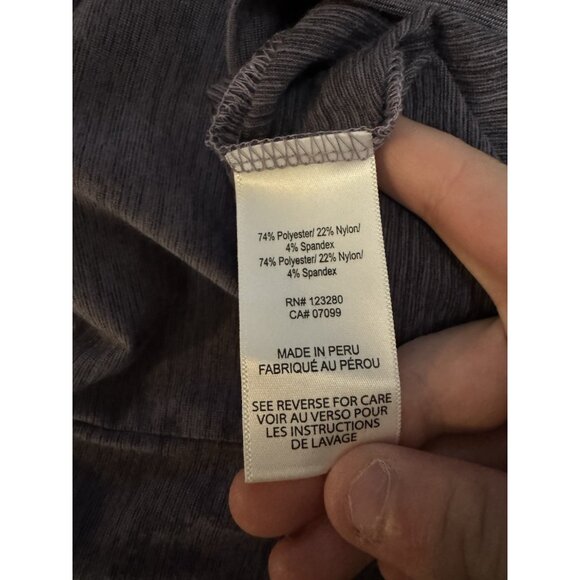 74% Polyester/ 22% Nylon/
4% Spandex
74% Polyester/ 22% Nylon/
4% Spandex
RN# 123280
CA# 07099
MADE IN PERU
FABRIQUÉ AU PÉROU
SEE REVERSE FOR CARE
VOIR AU VERSO POUR
LES INSTRUCTIONS
DE LAVAGE